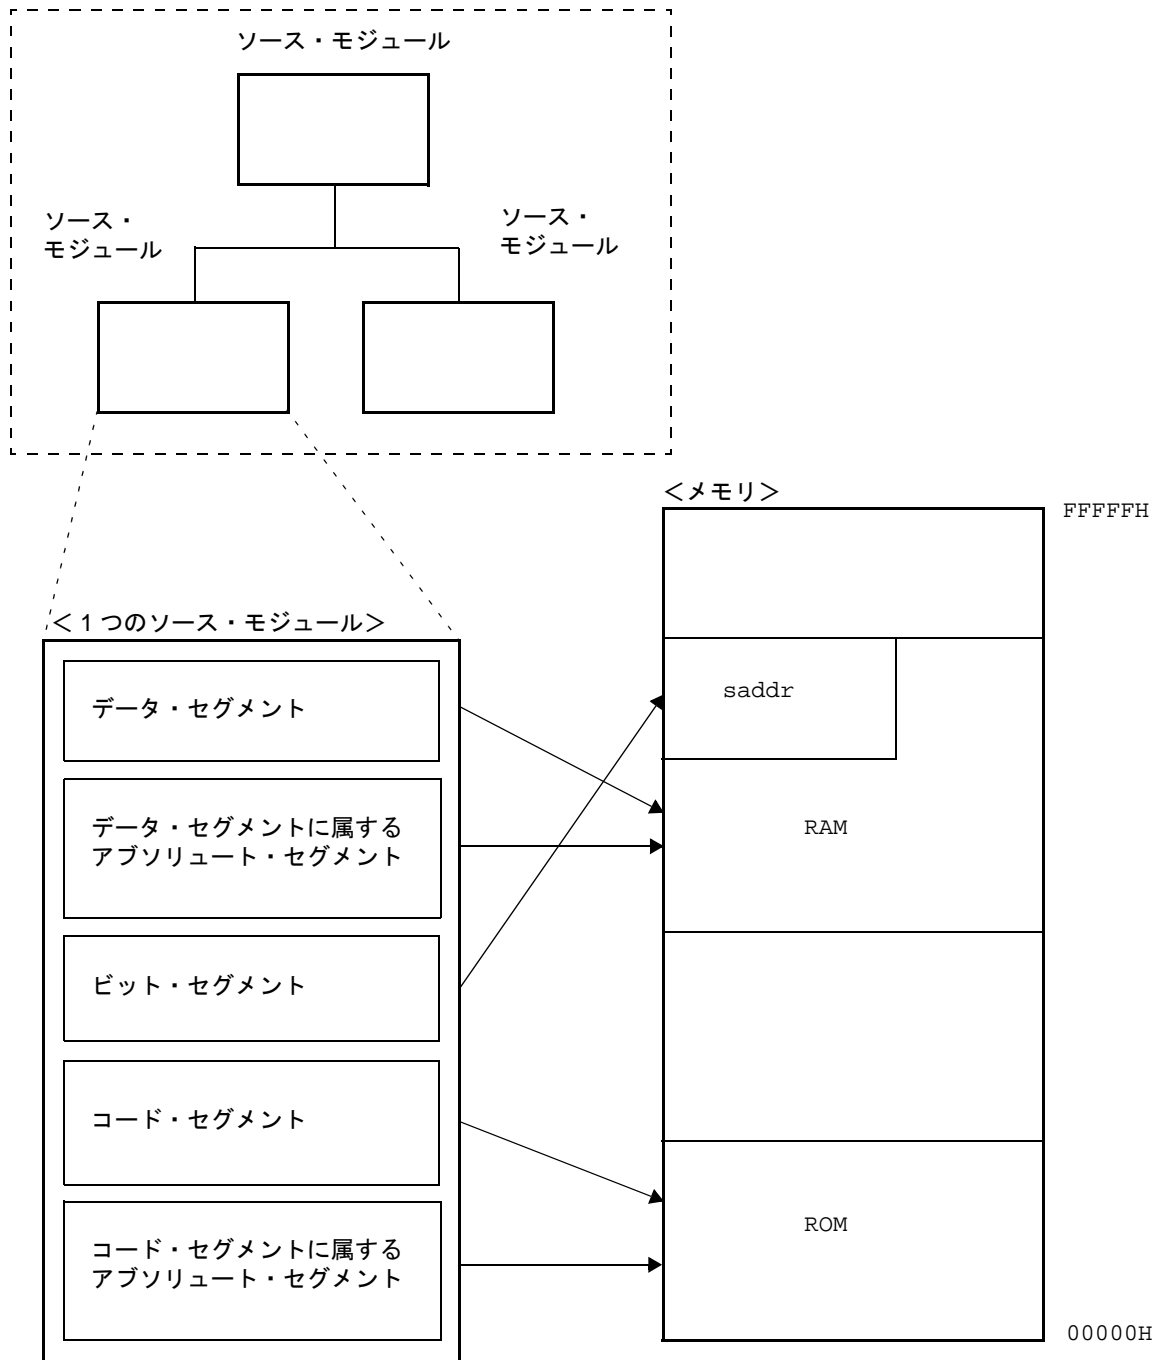 ソース・モジュール
ソース・
モジュール
ソース・
モジュール
＜メモリ＞
FFFFFH
＜1つのソース・モジュール＞
データ・セグメント
saddr
データ・セグメントに属する
アブソリュート・セグメント
RAM
ビット・セグメント
コード・セグメント
ROM
コード・セグメントに属する
アブソリュート・セグメント
00000H